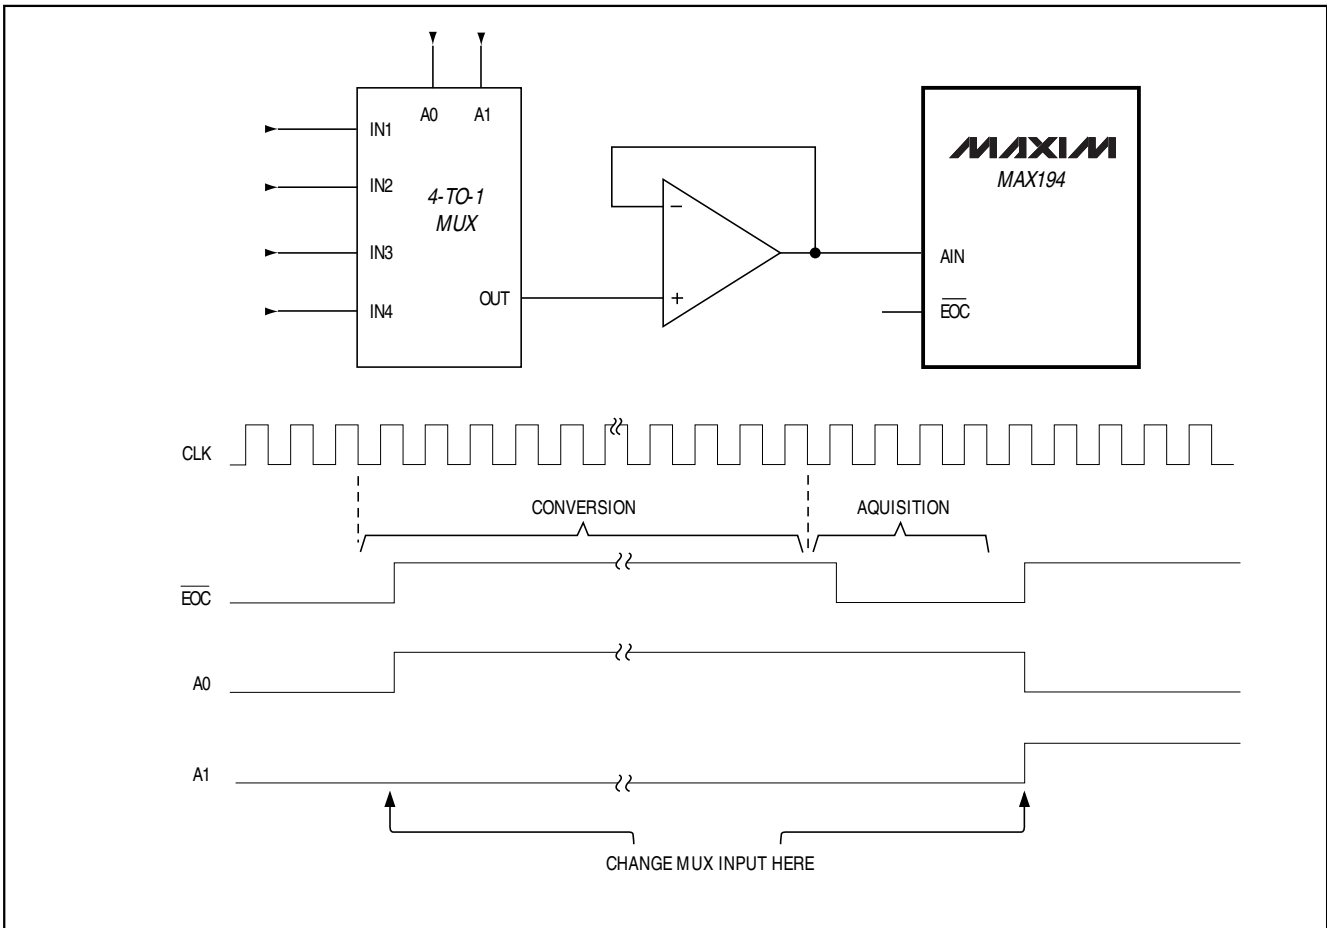 A0 A1
IN1
IN2
IN3
IN4
4-TO-1
MUX
OUT
−
+
MAXIM
MAX194
AIN
EOC
CLK
CONVERSION
AQUISITION
EOC
A0
A1
CHANGE MUX INPUT HERE